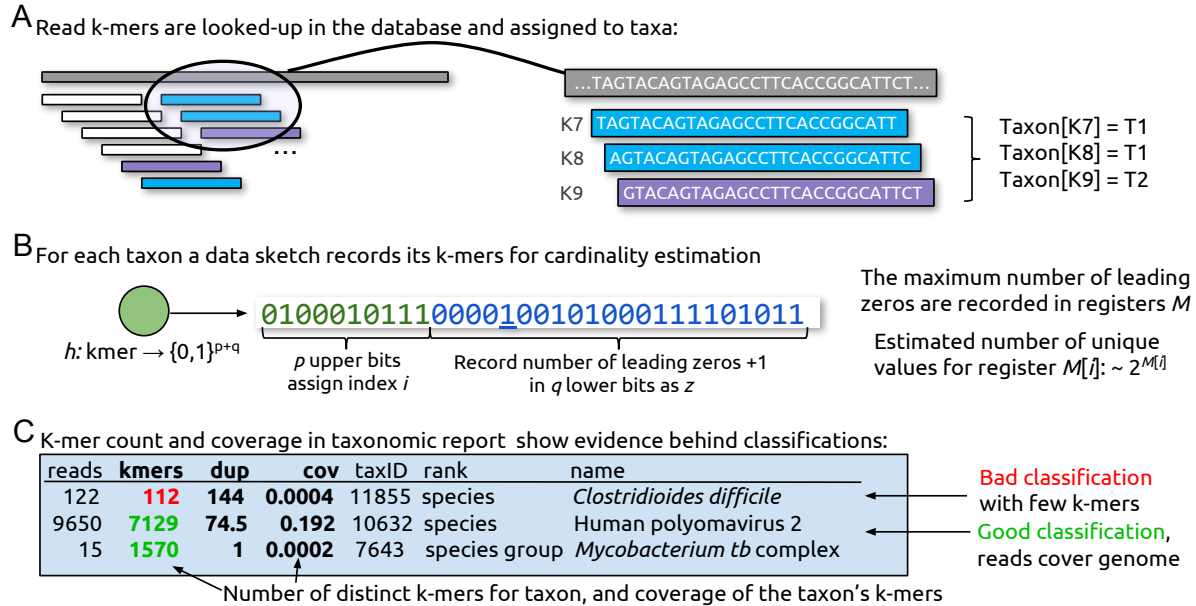 A Read k-mers are looked-up in the database and assigned to taxa:
...TAGTACAGTAGAGCCTTCACCGGCATTCT...
K7 TAGTACAGTAGAGCCTTCACCGGCATT
K8 AGTACAGTAGAGCCTTCACCGGCATTC
K9 GTACAGTAGAGCCTTCACCGGCATTCT
...
Taxon[K7] = T1
Taxon[K8] = T1
Taxon[K9] = T2
B For each taxon a data sketch records its k-mers for cardinality estimation
h: kmer → {0,1}^p+q
0100010111000010010100011110 1011
p upper bits
assign index i
Record number of leading zeros +1
in q lower bits as z
The maximum number of leading
zeros are recorded in registers M
Estimated number of unique
values for register M[i]: ~ 2^M[i]
C K-mer count and coverage in taxonomic report show evidence behind classifications:
reads kmers dup cov taxID rank name
122 112 144 0.0004 11855 species Clostridioides difficile
9650 7129 74.5 0.192 10632 species Human polyomavirus 2
15 1570 1 0.0002 7643 species group Mycobacterium tb complex
Bad classification
with few k-mers
Good classification,
reads cover genome
Number of distinct k-mers for taxon, and coverage of the taxon's k-mers